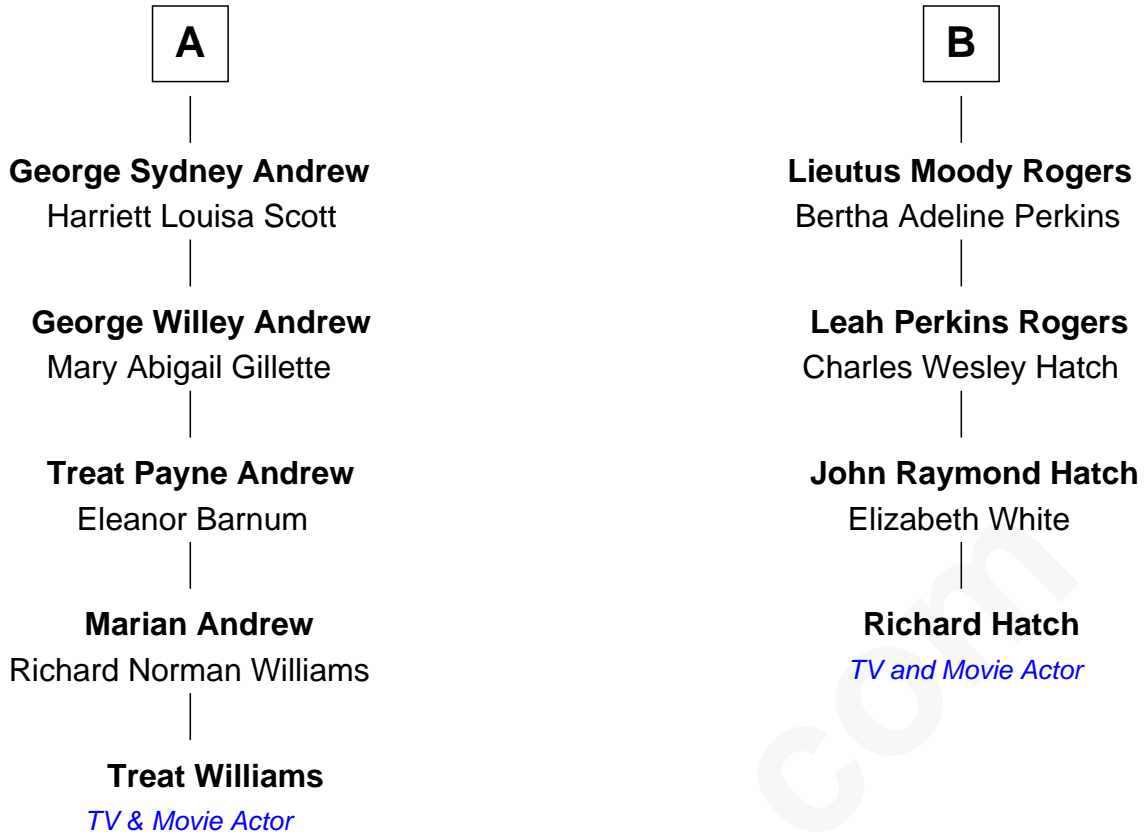 A
George Sydney Andrew
Harriett Louisa Scott
George Willey Andrew
Mary Abigail Gillette
Treat Payne Andrew
Eleanor Barnum
Marian Andrew
Richard Norman Williams
Treat Williams
TV & Movie Actor
B
Lieutus Moody Rogers
Bertha Adeline Perkins
Leah Perkins Rogers
Charles Wesley Hatch
John Raymond Hatch
Elizabeth White
Richard Hatch
TV and Movie Actor
com